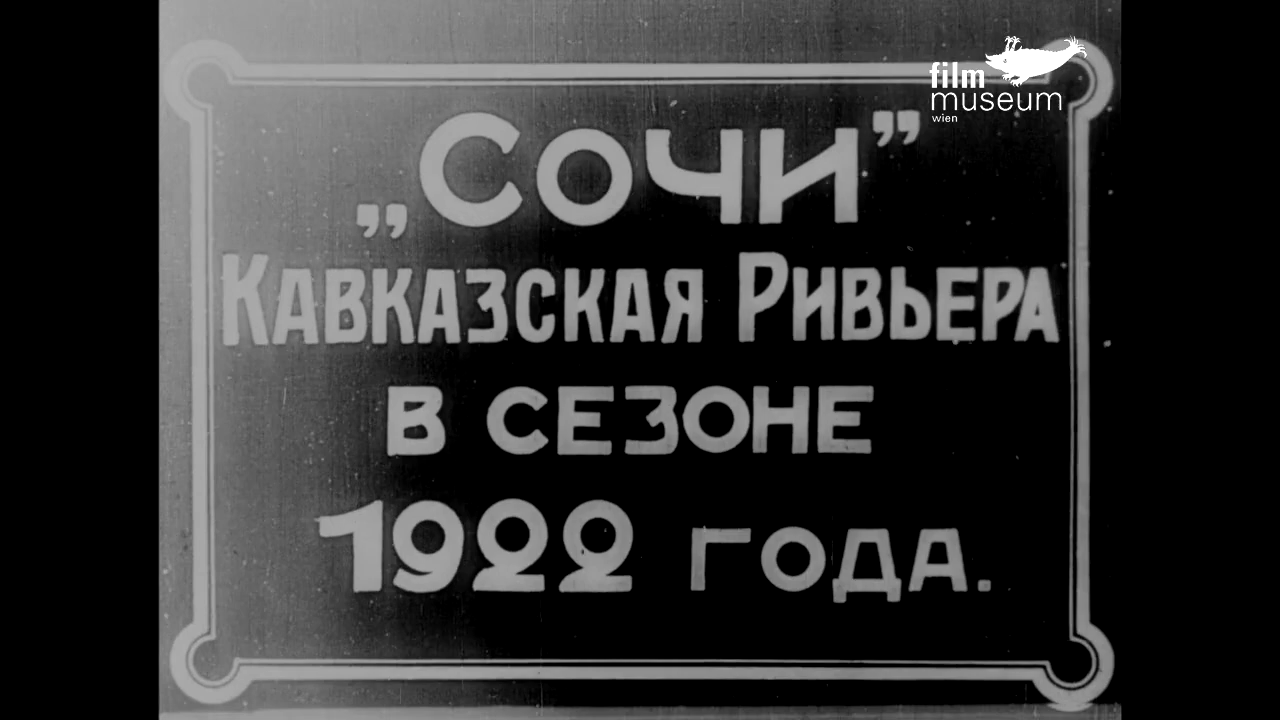 film
museum
wien
„Сочи”
Кавказская Ривьера
в сезоне
1922 года.